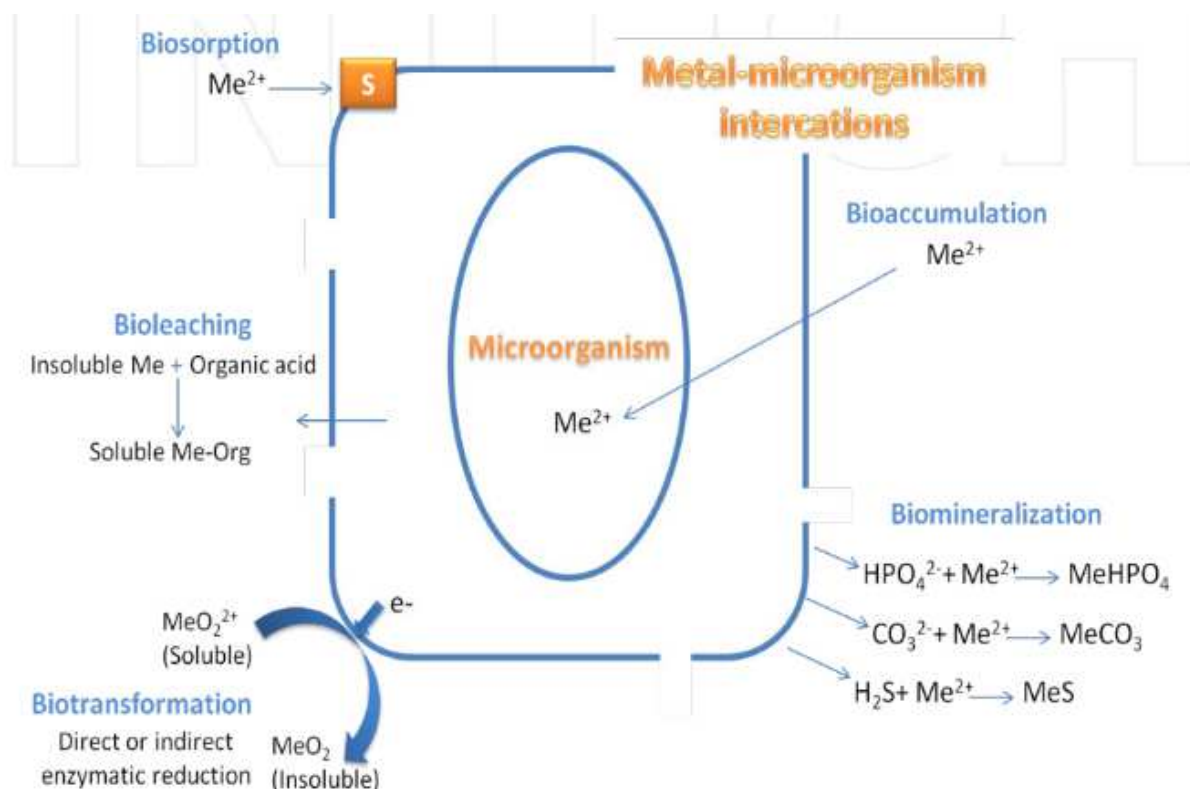 Biosorption
Me²⁺
S
Metal-microorganism
intercations
Bioaccumulation
Me²⁺
Bioleaching
Insoluble Me + Organic acid
Soluble Me-Org
Microorganism
Me²⁺
Biomineralization
HPO₄²⁻+ Me²⁺ → MeHPO₄
CO₃²⁻+ Me²⁺ → MeCO₃
H₂S+ Me²⁺ → MeS
e-
MeO₂²⁺
(Soluble)
Biotransformation
Direct or indirect
enzymatic reduction
MeO₂
(Insoluble)